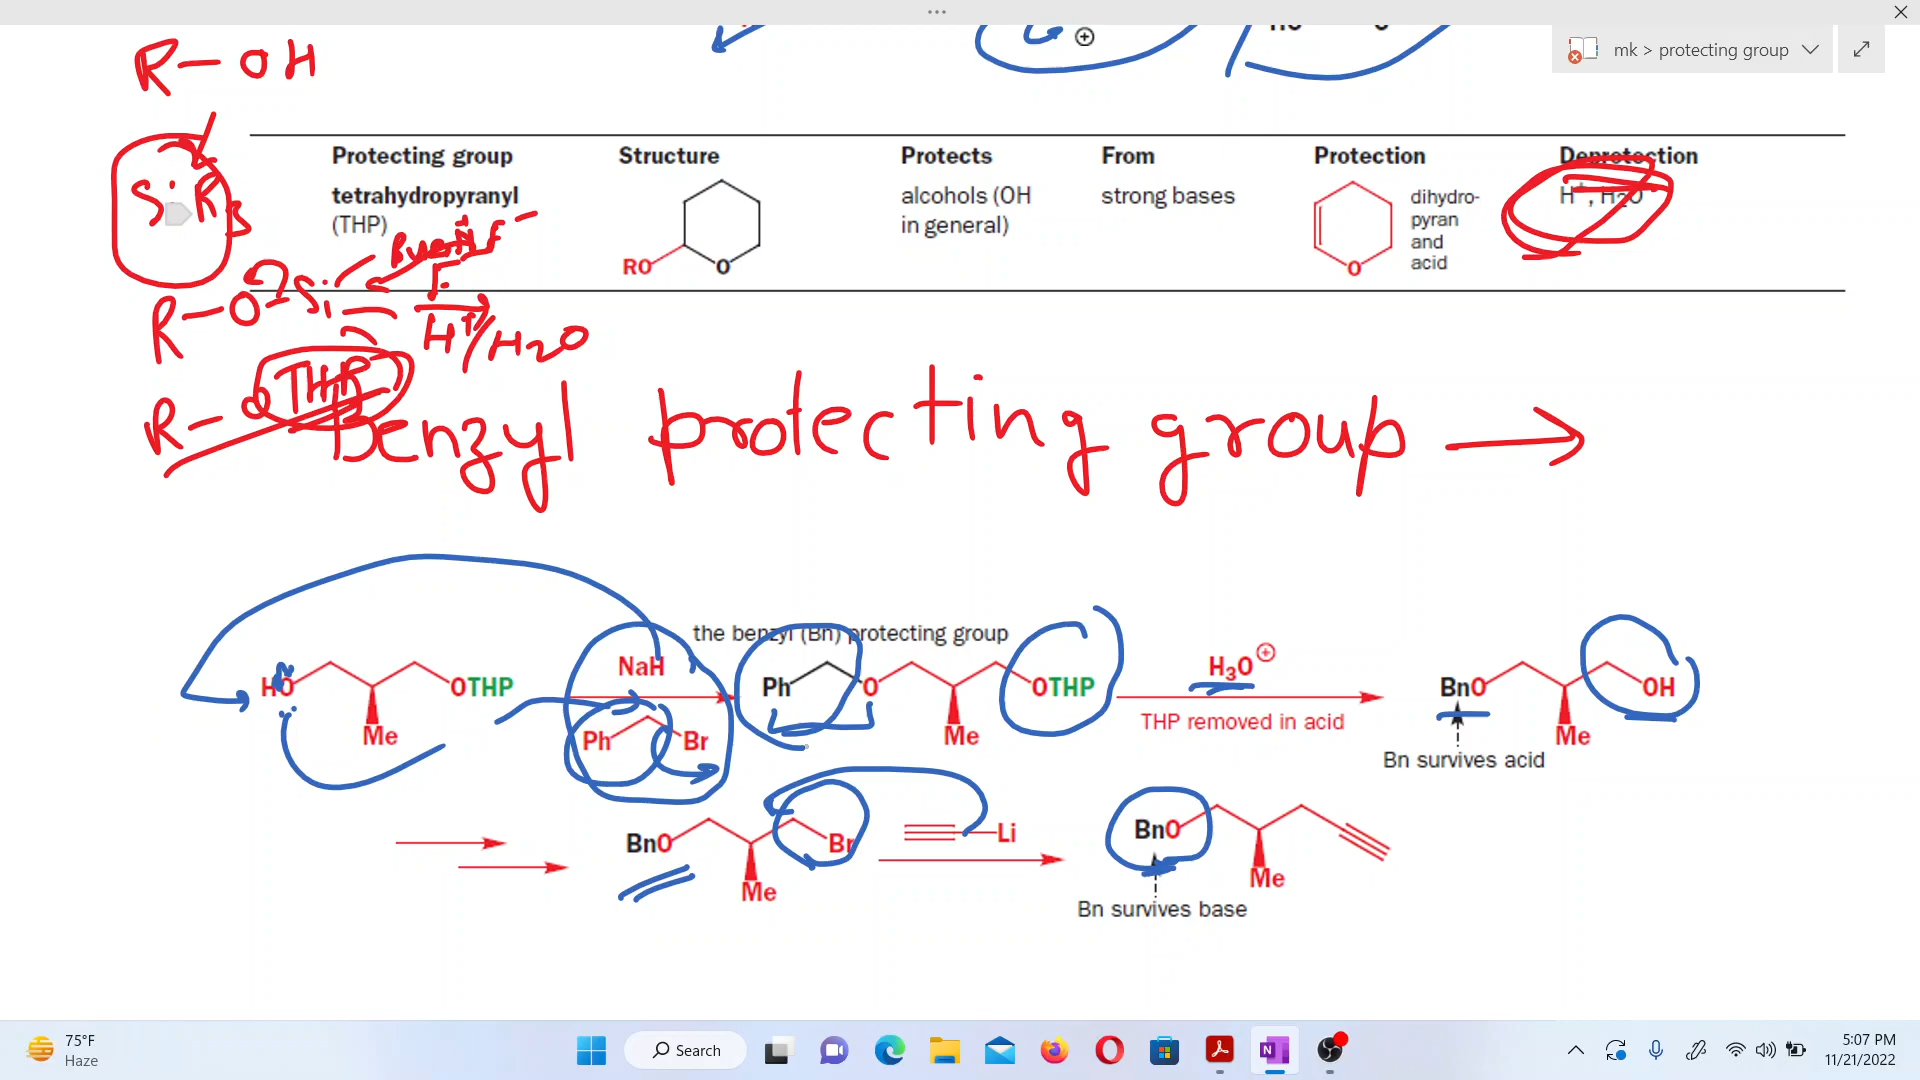 mk > protecting group
R-OH
SiR3
Protecting group Structure Protects From Protection Deprotection
tetrahydropyranyl (THP) RO O alcohols (OH in general) strong bases O dihydro-pyran and acid H+, H2O
R-O-Si
H+/H2O
R-O THP
benzyl protecting group →
the benzyl (Bn) protecting group
HO Me OTHP NaH Ph Br Ph O Me OTHP H3O⊕ THP removed in acid BnO Me OH
Bn survives acid
BnO Me Br Li BnO Me
Bn survives base
75°F
Haze
Search
5:07 PM
11/21/2022